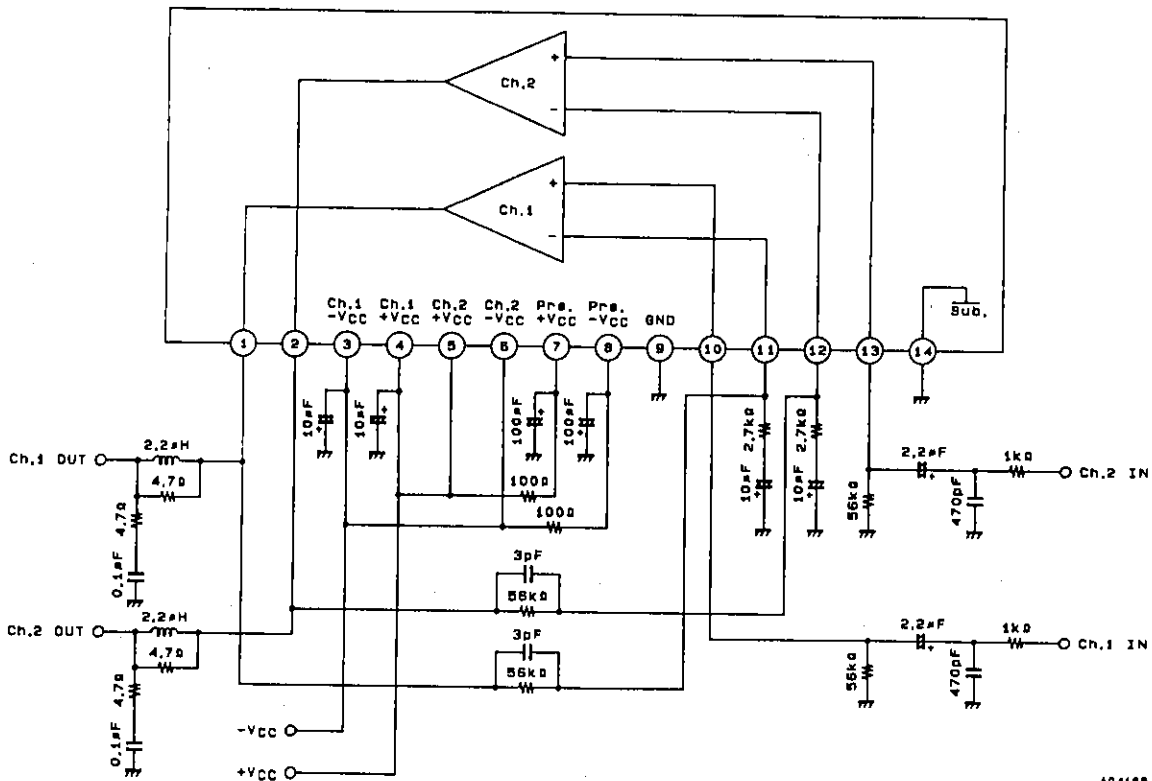 Ch.2
+
-
Ch.1
+
-
Ch.1 Ch.1 Ch.2 Ch.2 Pre. Pre.
-VCC +VCC +VCC -VCC +VCC -VCC GND
Sub.
1 2 3 4 5 6 7 8 9 10 11 12 13 14
10µF
+
10µF
+
100µF
+
100µF
+
2.7kΩ
2.7kΩ
10µF
+
10µF
+
Ch.1 OUT
2.2µH
4.7Ω
4.7Ω
0.1µF
100Ω
100Ω
56kΩ
2.2µF
+
470pF
1kΩ
Ch.2 IN
3pF
56kΩ
Ch.2 OUT
2.2µH
4.7Ω
4.7Ω
0.1µF
3pF
56kΩ
56kΩ
2.2µF
+
470pF
1kΩ
Ch.1 IN
-VCC
+VCC